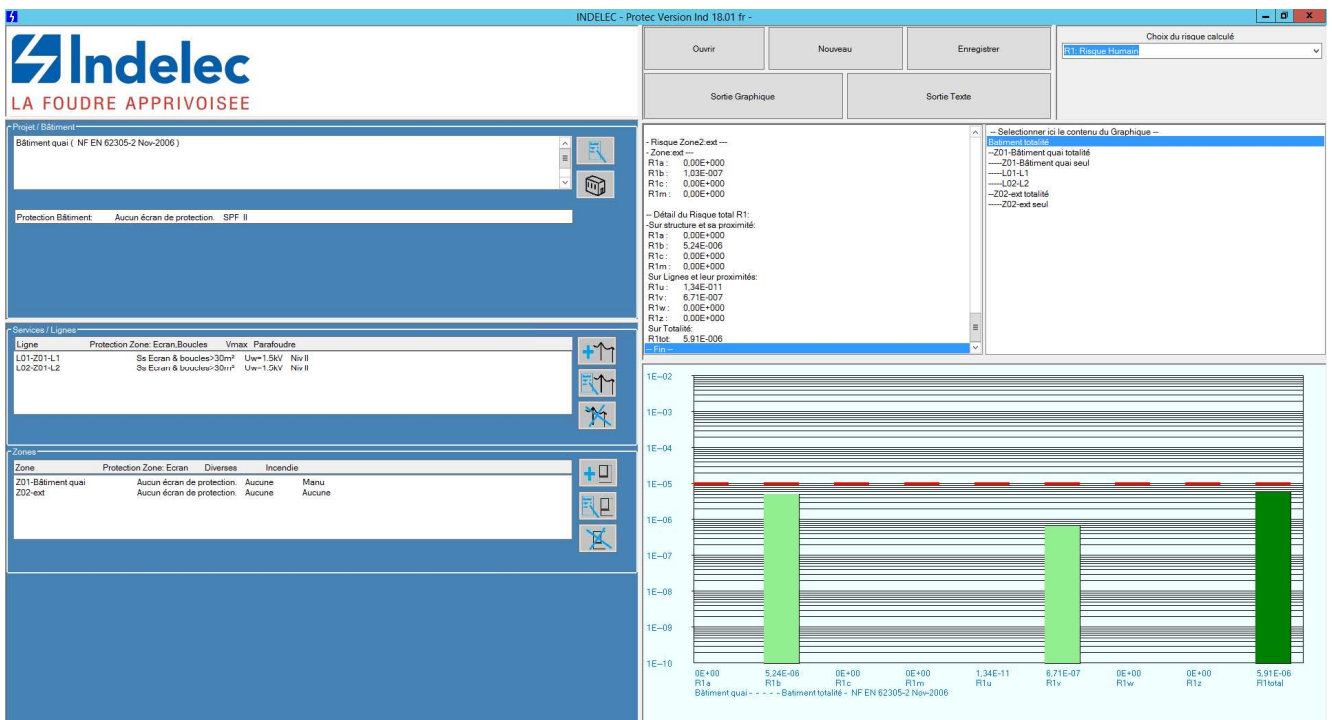 INDELEC - Protec Version Ind 18.01 fr -
Indelec
LA FOUDRE APPRIVOISEE
Ouvrir
Nouveau
Enregistrer
Choix du risque calculé
R1: Risque Humain
Sortie Graphique
Sortie Texte
Projet / Bâtiment
Bâtiment quai ( NF EN 62305-2 Nov-2006 )
Protection Bâtiment: Aucun écran de protection. SPF II
Services / Lignes
Ligne Protection Zone: Ecran,Boucles Vmax Parafoudre
L01-Z01-L1 Ss Ecran & boucles>30m² Uw=1.5kV Niv II
L02-Z01-L2 Ss Ecran & boucles>30m² Uw=1.5kV Niv II
Zones
Zone Protection Zone: Ecran Diverses Incendie
Z01-Bâtiment quai Aucun écran de protection. Aucune Manu
Z02-ext Aucun écran de protection. Aucune Aucune
- Risque Zone2:ext ---
- Zone:ext ---
R1a : 0,00E+000
R1b : 1,03E-007
R1c : 0,00E+000
R1m : 0,00E+000
-- Détail du Risque total R1:
-Sur structure et sa proximité:
R1a : 0,00E+000
R1b : 5,24E-006
R1c : 0,00E+000
R1m : 0,00E+000
Sur Lignes et leur proximités:
R1u : 1,34E-011
R1v : 6,71E-007
R1w : 0,00E+000
R1z : 0,00E+000
Sur Totalité:
R1tot: 5,91E-006
-- Fin --
-- Selectionner ici le contenu du Graphique --
Batiment totalité
--Z01-Bâtiment quai totalité
-----Z01-Bâtiment quai seul
-----L01-L1
-----L02-L2
--Z02-ext totalité
-----Z02-ext seul
1E-02
1E-03
1E-04
1E-05
1E-06
1E-07
1E-08
1E-09
1E-10
0E+00 5,24E-06 0E+00 0E+00 1,34E-11 6,71E-07 0E+00 0E+00 5,91E-06
R1a R1b R1c R1m R1u R1v R1w R1z R1total
Bâtiment quai - - - - - Batiment totalité - NF EN 62305-2 Nov-2006